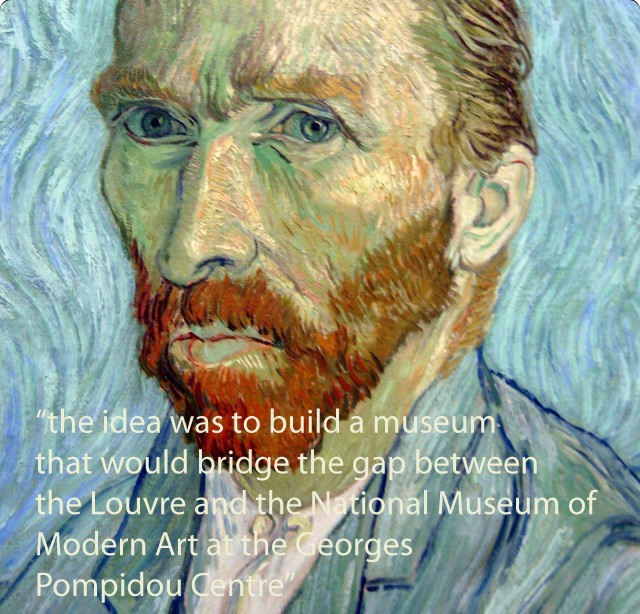 “the idea was to build a museum
that would bridge the gap between
the Louvre and the National Museum of
Modern Art at the Georges
Pompidou Centre”